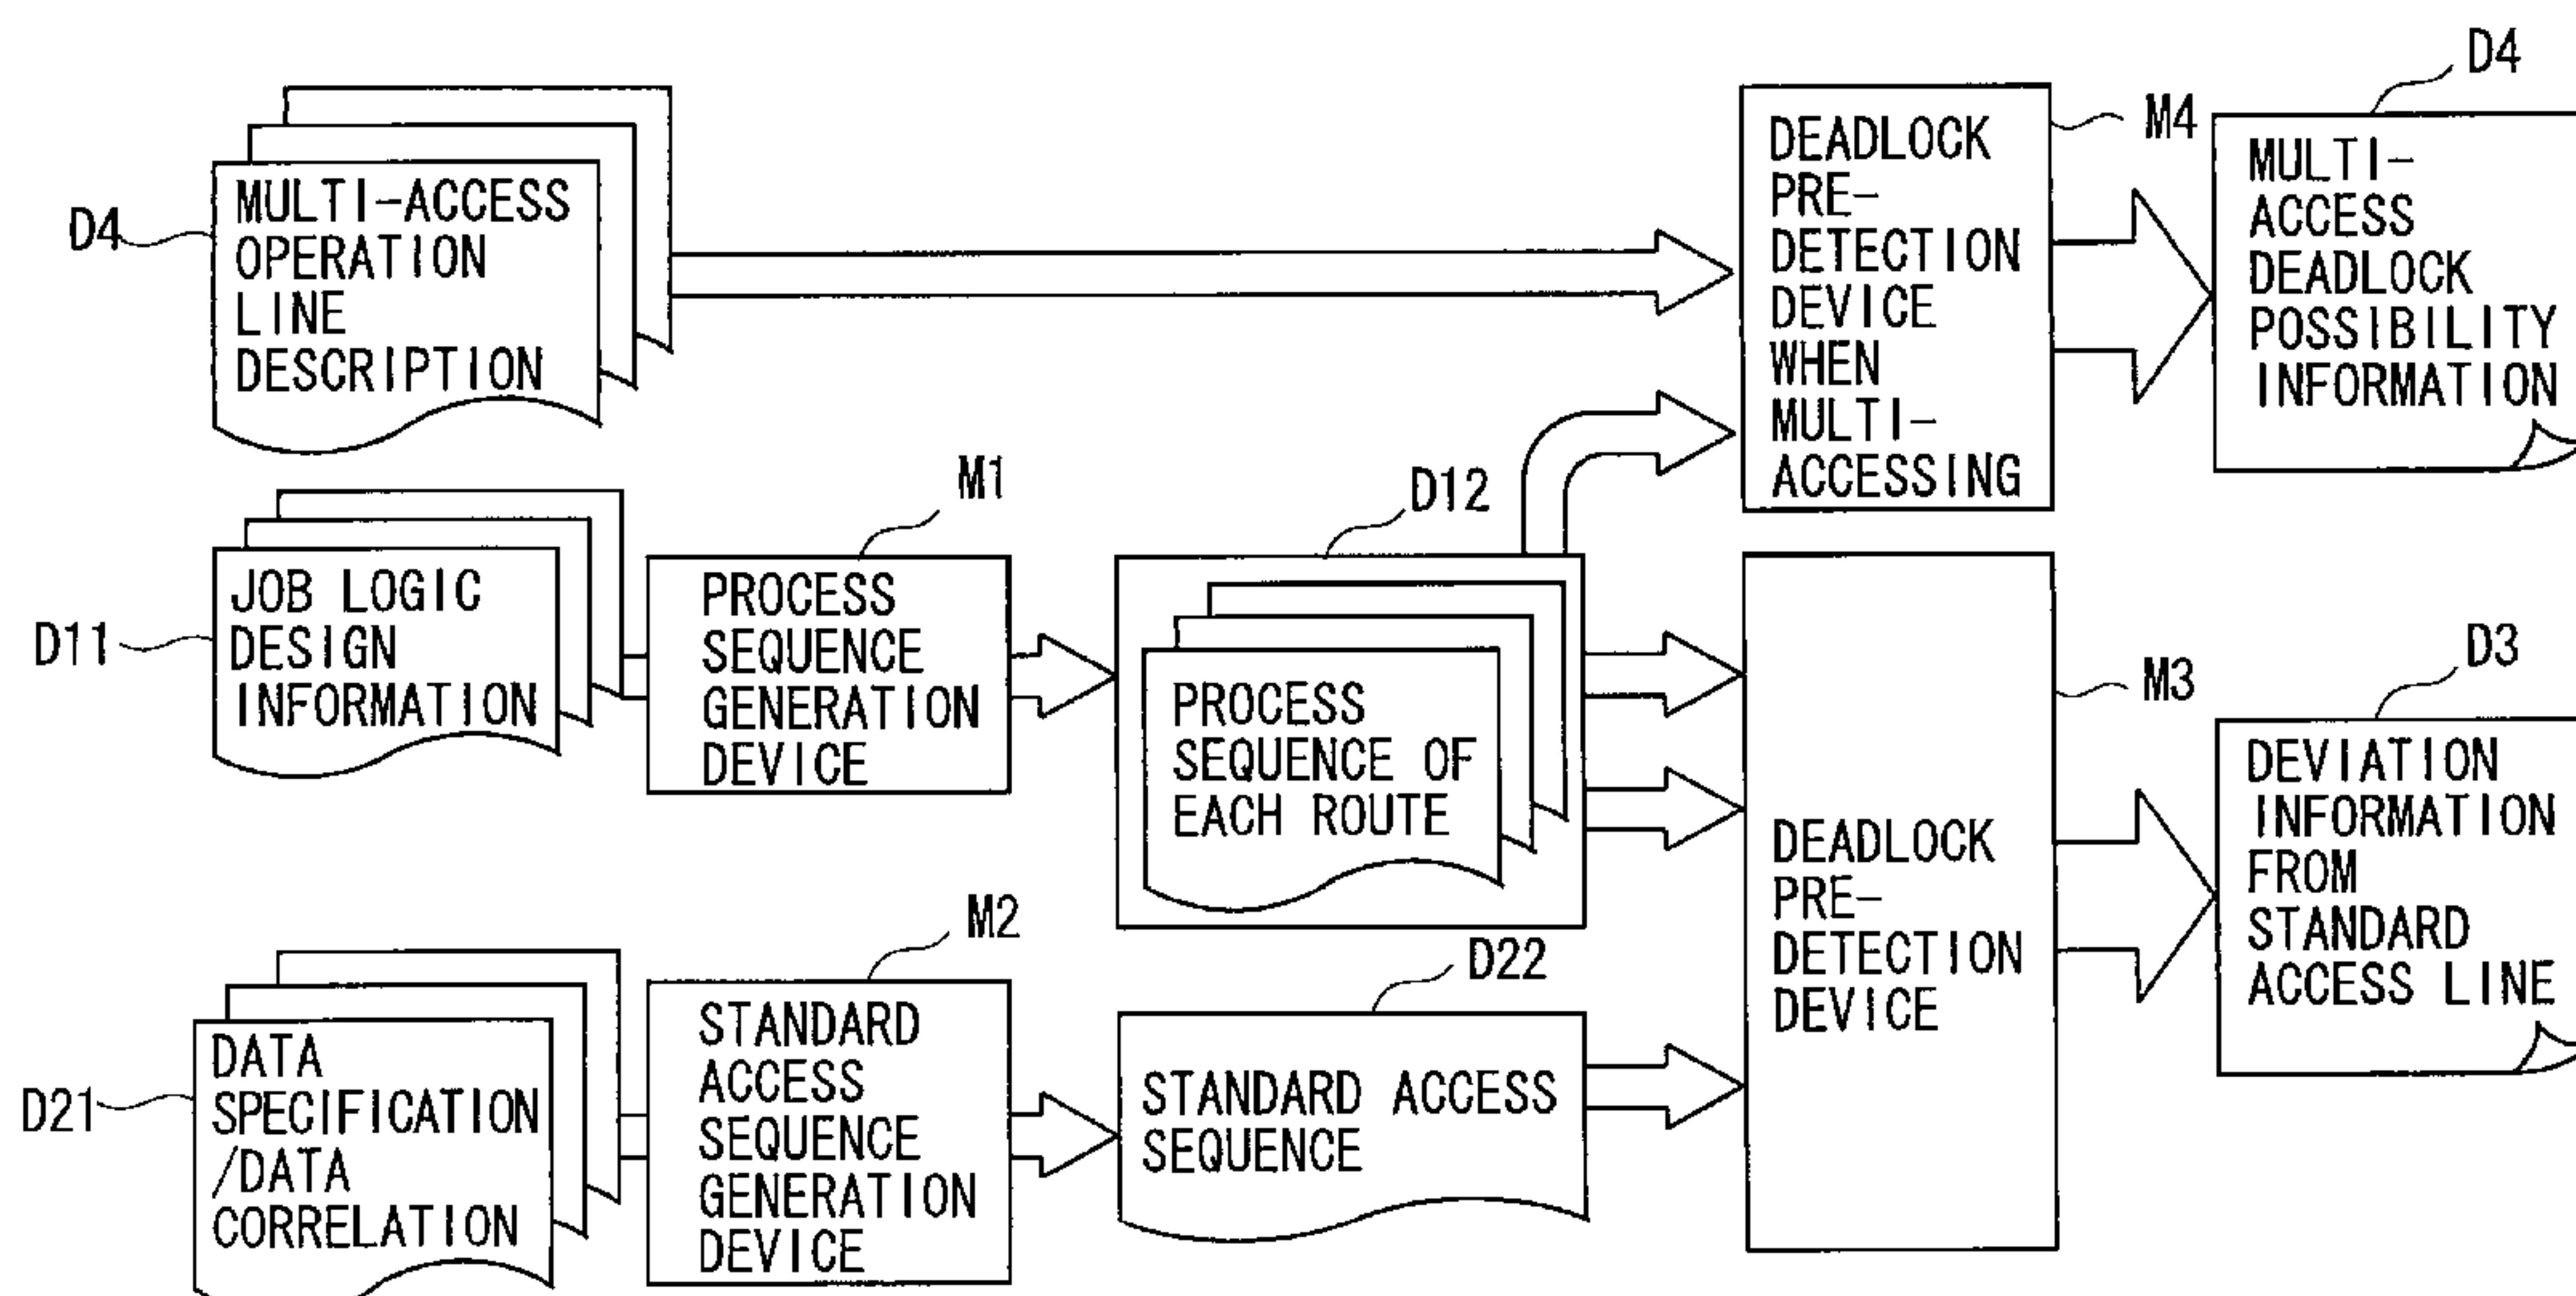 D4
MULTI-ACCESS
OPERATION
LINE
DESCRIPTION
DEADLOCK
PRE-
DETECTION
DEVICE
WHEN
MULTI-
ACCESSING
M4
D4
MULTI-
ACCESS
DEADLOCK
POSSIBILITY
INFORMATION
D11
JOB LOGIC
DESIGN
INFORMATION
M1
PROCESS
SEQUENCE
GENERATION
DEVICE
D12
PROCESS
SEQUENCE OF
EACH ROUTE
DEADLOCK
PRE-
DETECTION
DEVICE
M3
D3
DEVIATION
INFORMATION
FROM
STANDARD
ACCESS LINE
D21
DATA
SPECIFICATION
/DATA
CORRELATION
M2
STANDARD
ACCESS
SEQUENCE
GENERATION
DEVICE
D22
STANDARD ACCESS
SEQUENCE